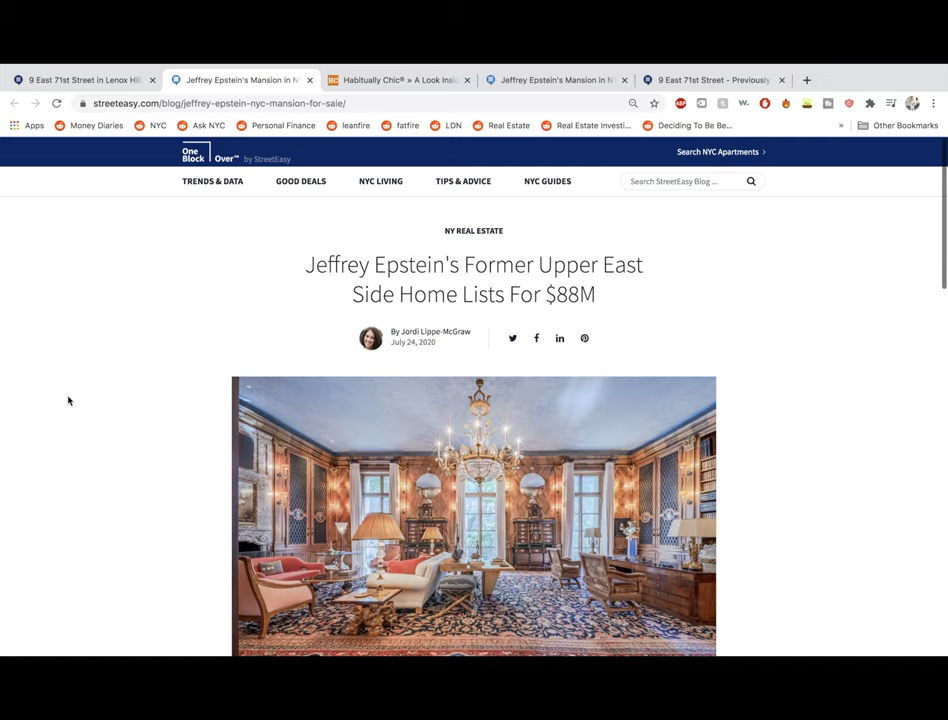 9 East 71st Street in Lenox Hill, Jeffrey Epstein's Mansion in N Habitually Chic® » A Look Insid Jeffrey Epstein's Mansion in N 9 East 71st Street - Previously
streeteasy.com/blog/jeffrey-epstein-nyc-mansion-for-sale/
Apps Money Diaries NYC Ask NYC Personal Finance leanfire fatfire LDN Real Estate Real Estate Investi... Deciding To Be Be... » Other Bookmarks
One
Block Over™ by StreetEasy
Search NYC Apartments >
TRENGS & DATA GOOD DEALS NYC LIVING TIPS & ADVICE NYC GUIDES Search StreetEasy Blog ...
NY REAL ESTATE
Jeffrey Epstein's Former Upper East
Side Home Lists For $88M
By Jordi Lippe-McGraw
July 24, 2020